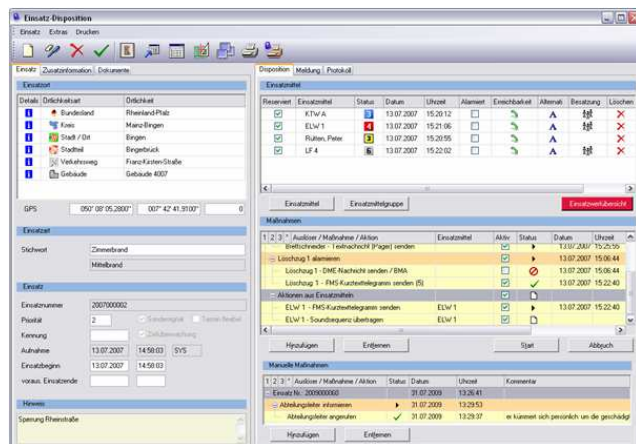 Einsatz-Disposition
Einsatz Extras Drucken
Einsatz Zusatzinformation Dokumente
Einsatzort
Details Örtlichkeitsart Örtlichkeit
Bundesland Rheinland-Pfalz
Kreis Mainz-Bingen
Stadt / Ort Bingen
Stadtteil Bingerbrück
Verkehrsweg Franz-Kirsten-Straße
Gebäude Gebäude 4007
GPS 050° 08' 05,2800" 007° 42' 41,9100" 0
Einsatzart
Stichwort Zimmerbrand
Mittelbrand
Einsatz
Einsatznummer 2007000002
Priorität 2 Sondersignal
Kennung
Aufnahme 13.07.2007 14:58:03 SYS
Einsatzbeginn 13.07.2007 14:58:03
voraus. Einsatzende
Hinweis
Sperrung Rheinstraße
Disposition Meldung Protokoll
Einsatzmittel
Reserviert Einsatzmittel Status Datum Uhrzeit Alarmiert Erreichbarkeit Alternativ Besatzung Löschen
KTW A 3 13.07.2007 15:20:12
ELW 1 4 13.07.2007 15:21:06
Rülten, Peter 3 13.07.2007 15:20:55
LF 4 6 13.07.2007 15:22:02
Einsatzmittel Einsatzmittelgruppe Einsatzwertübersicht
Maßnahmen
1 2 3 * Auslöser / Maßnahme / Aktion Einsatzmittel Aktiv Status Datum Uhrzeit
Brettschneider - Textnachricht (Pager) senden 13.07.2007 15:25:55
Löschzug 1 alarmieren 13.07.2007 15:06:44
Löschzug 1 - DME-Nachricht senden / BMA 13.07.2007 15:06:44
Löschzug 1 - FMS-Kurztexttelegramm senden (5) 13.07.2007 15:22:40
Aktionen aus Einsatzmitteln
ELW 1 - FMS-Kurztexttelegramm senden ELW 1 13.07.2007 15:22:40
ELW 1 - Soundsequenz übertragen ELW 1
Hinzufügen Entfernen Start Abbruch
Manuelle Maßnahmen
1 2 3 * Auslöser / Maßnahme / Aktion Status Datum Uhrzeit Kommentar
Einsatz Nr.: 2009000060 31.07.2009 13:26:41
Abteilungsleiter informieren 31.07.2009 13:29:53
Abteilungsleiter angerufen 31.07.2009 13:29:37 er kümmert sich persönlich um die geschädigt
Hinzufügen Entfernen